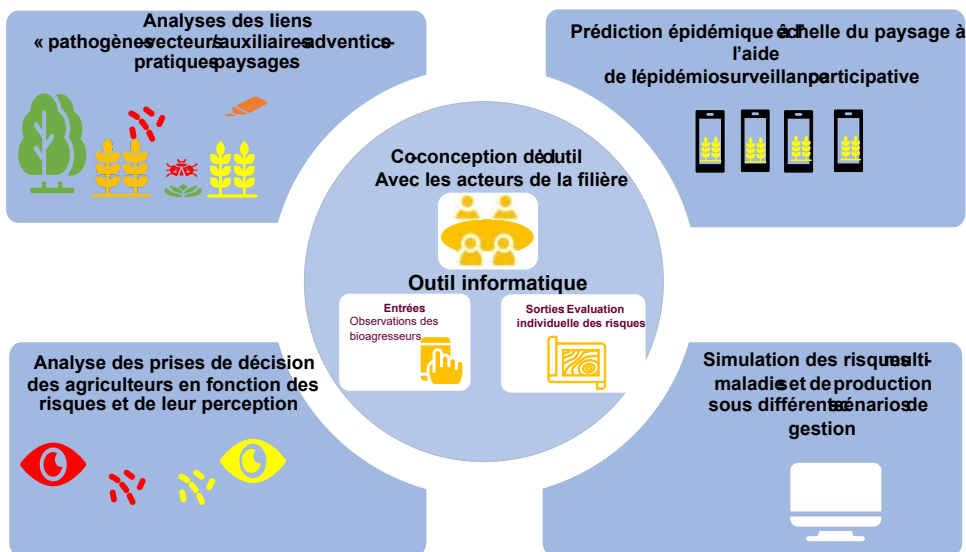 Analyses des liens
« pathogènes-vecteurs/auxiliaires-adventices-
pratiques-paysages »
Prédiction épidémique à l'échelle du paysage à
l'aide
de l'épidémiosurveillance participative
Co-conception de l'outil
Avec les acteurs de la filière
Outil informatique
Entrées:
Observations des
bioagresseurs
Sorties: Evaluation
individuelle des risques
Analyse des prises de décision
des agriculteurs en fonction des
risques et de leur perception
Simulation des risques multi-
maladies et de production
sous différents scénarios de
gestion